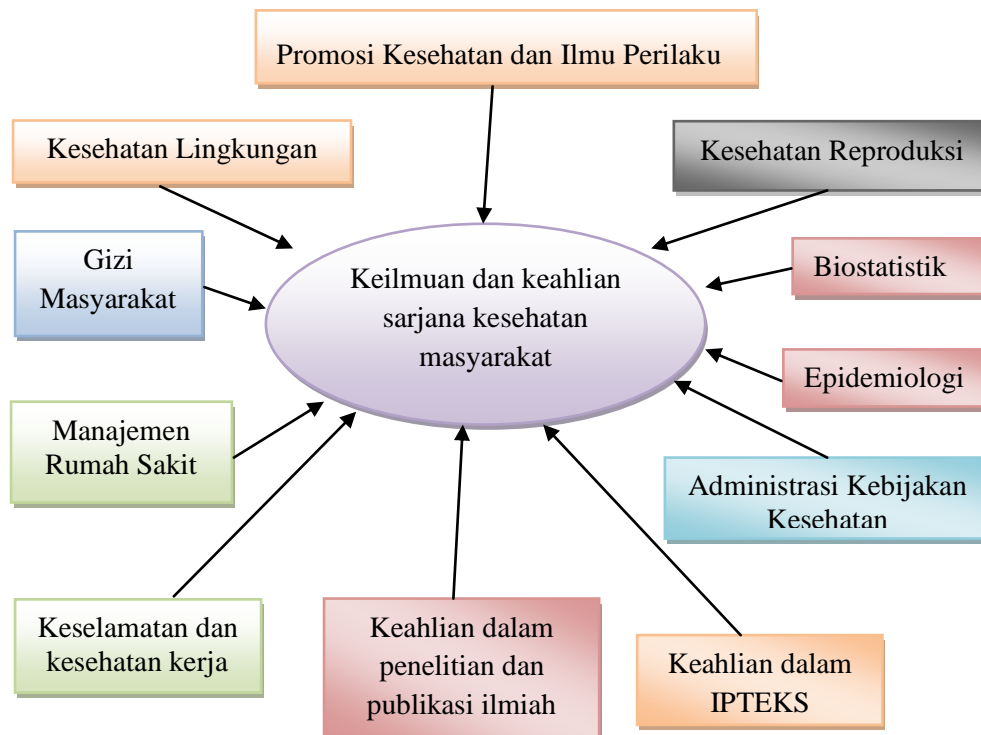 Promosi Kesehatan dan Ilmu Perilaku
Kesehatan Lingkungan
Kesehatan Reproduksi
Gizi
Masyarakat
Keilmuan dan keahlian
sarjana kesehatan
masyarakat
Biostatistik
Epidemiologi
Manajemen
Rumah Sakit
Administrasi Kebijakan
Kesehatan
Keselamatan dan
kesehatan kerja
Keahlian dalam
penelitian dan
publikasi ilmiah
Keahlian dalam
IPTEKS